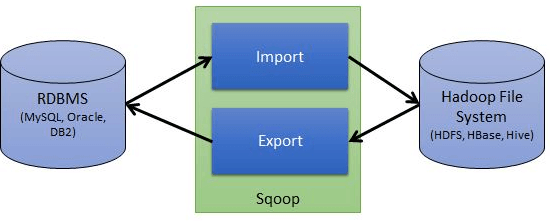 RDBMS
(MySQL, Oracle,
DB2)
Import
Export
Sqoop
Hadoop File
System
(HDFS, HBase, Hive)